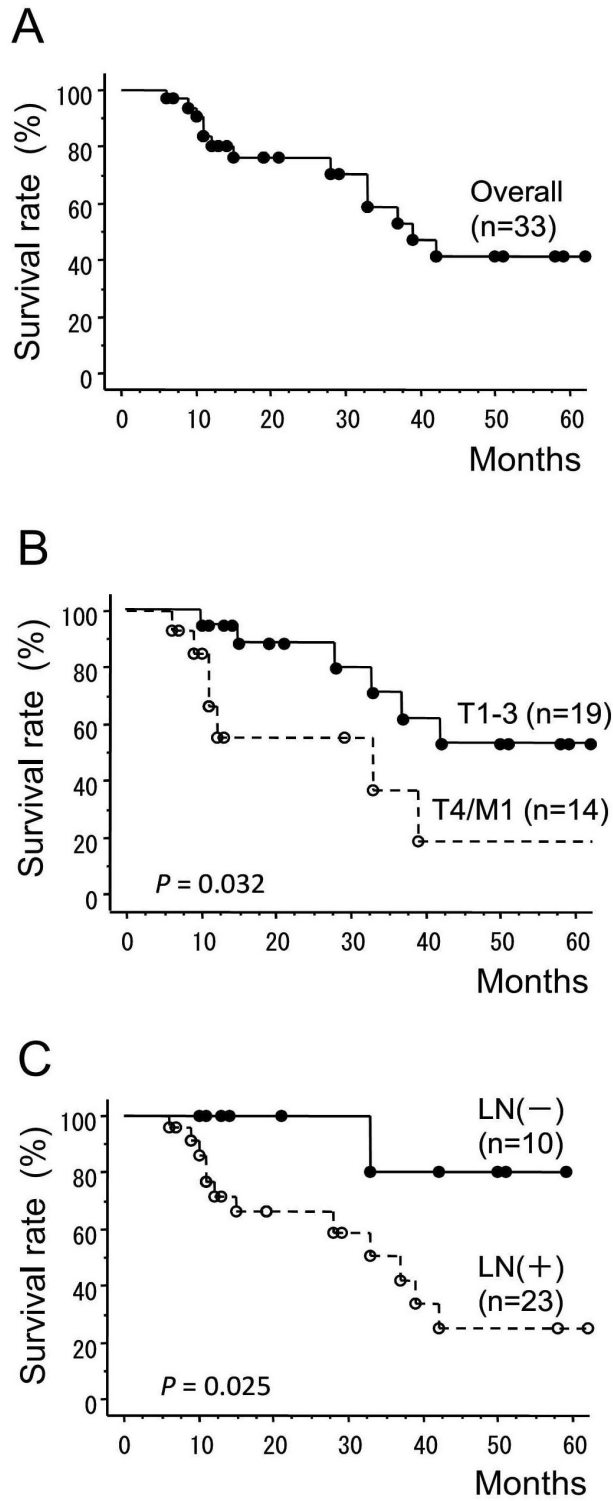 A
Survival rate (%)
100
80
60
40
20
0
Overall
(n=33)
0 10 20 30 40 50 60
Months
B
Survival rate (%)
100
80
60
40
20
0
T1-3 (n=19)
T4/M1 (n=14)
P = 0.032
0 10 20 30 40 50 60
Months
C
Survival rate (%)
100
80
60
40
20
0
LN(−)
(n=10)
LN(+)
(n=23)
P = 0.025
0 10 20 30 40 50 60
Months